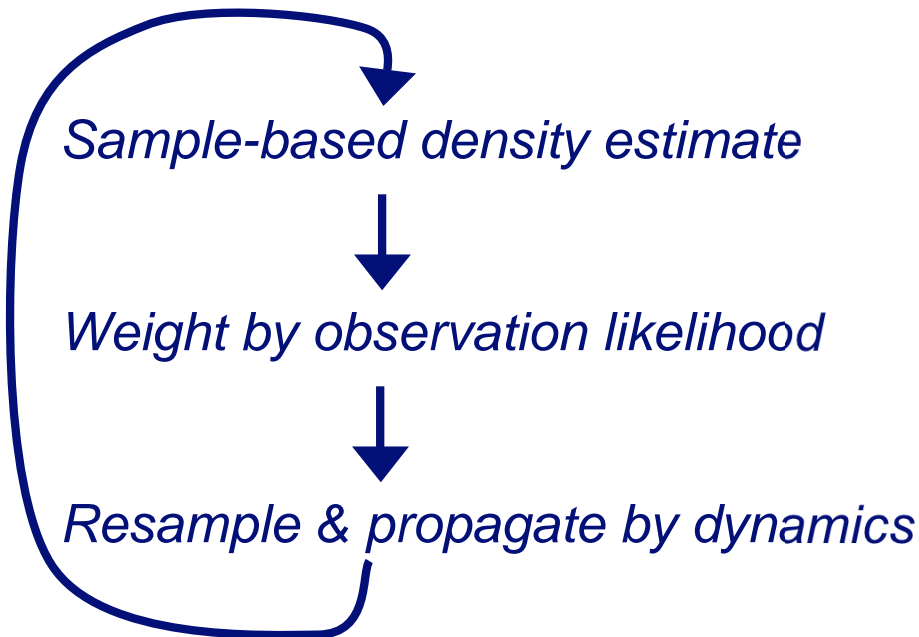 Sample-based density estimate
Weight by observation likelihood
Resample & propagate by dynamics